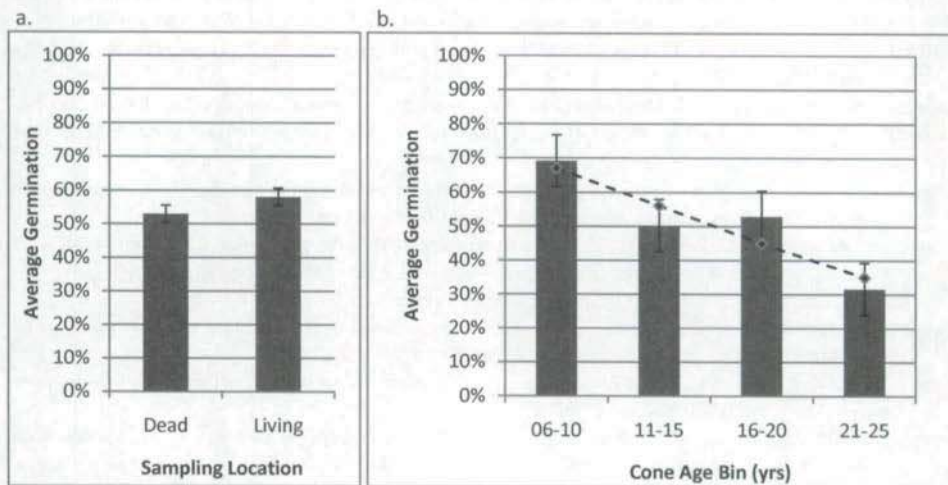 a.
100%
90%
80%
70%
60%
50%
40%
30%
20%
10%
0%
Average Germination
Dead Living
Sampling Location
b.
100%
90%
80%
70%
60%
50%
40%
30%
20%
10%
0%
Average Germination
06-10 11-15 16-20 21-25
Cone Age Bin (yrs)